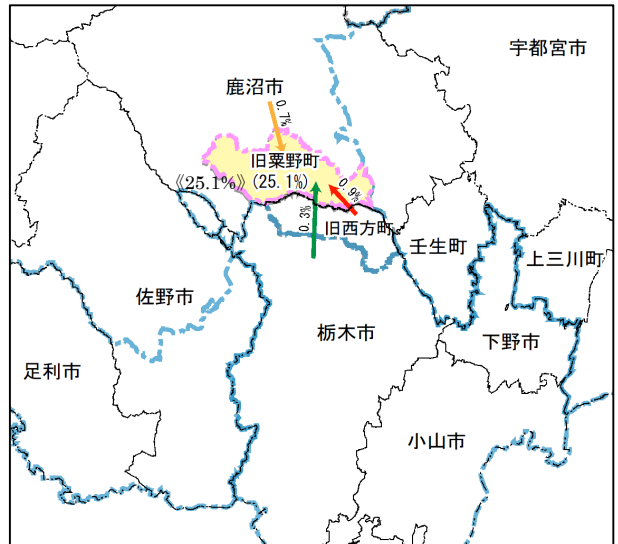 宇都宮市
鹿沼市
0.7%
旧粟野町
《25.1%》(25.1%)
0.9%
0.3%
旧西方町
壬生町
上三川町
佐野市
栃木市
下野市
足利市
小山市